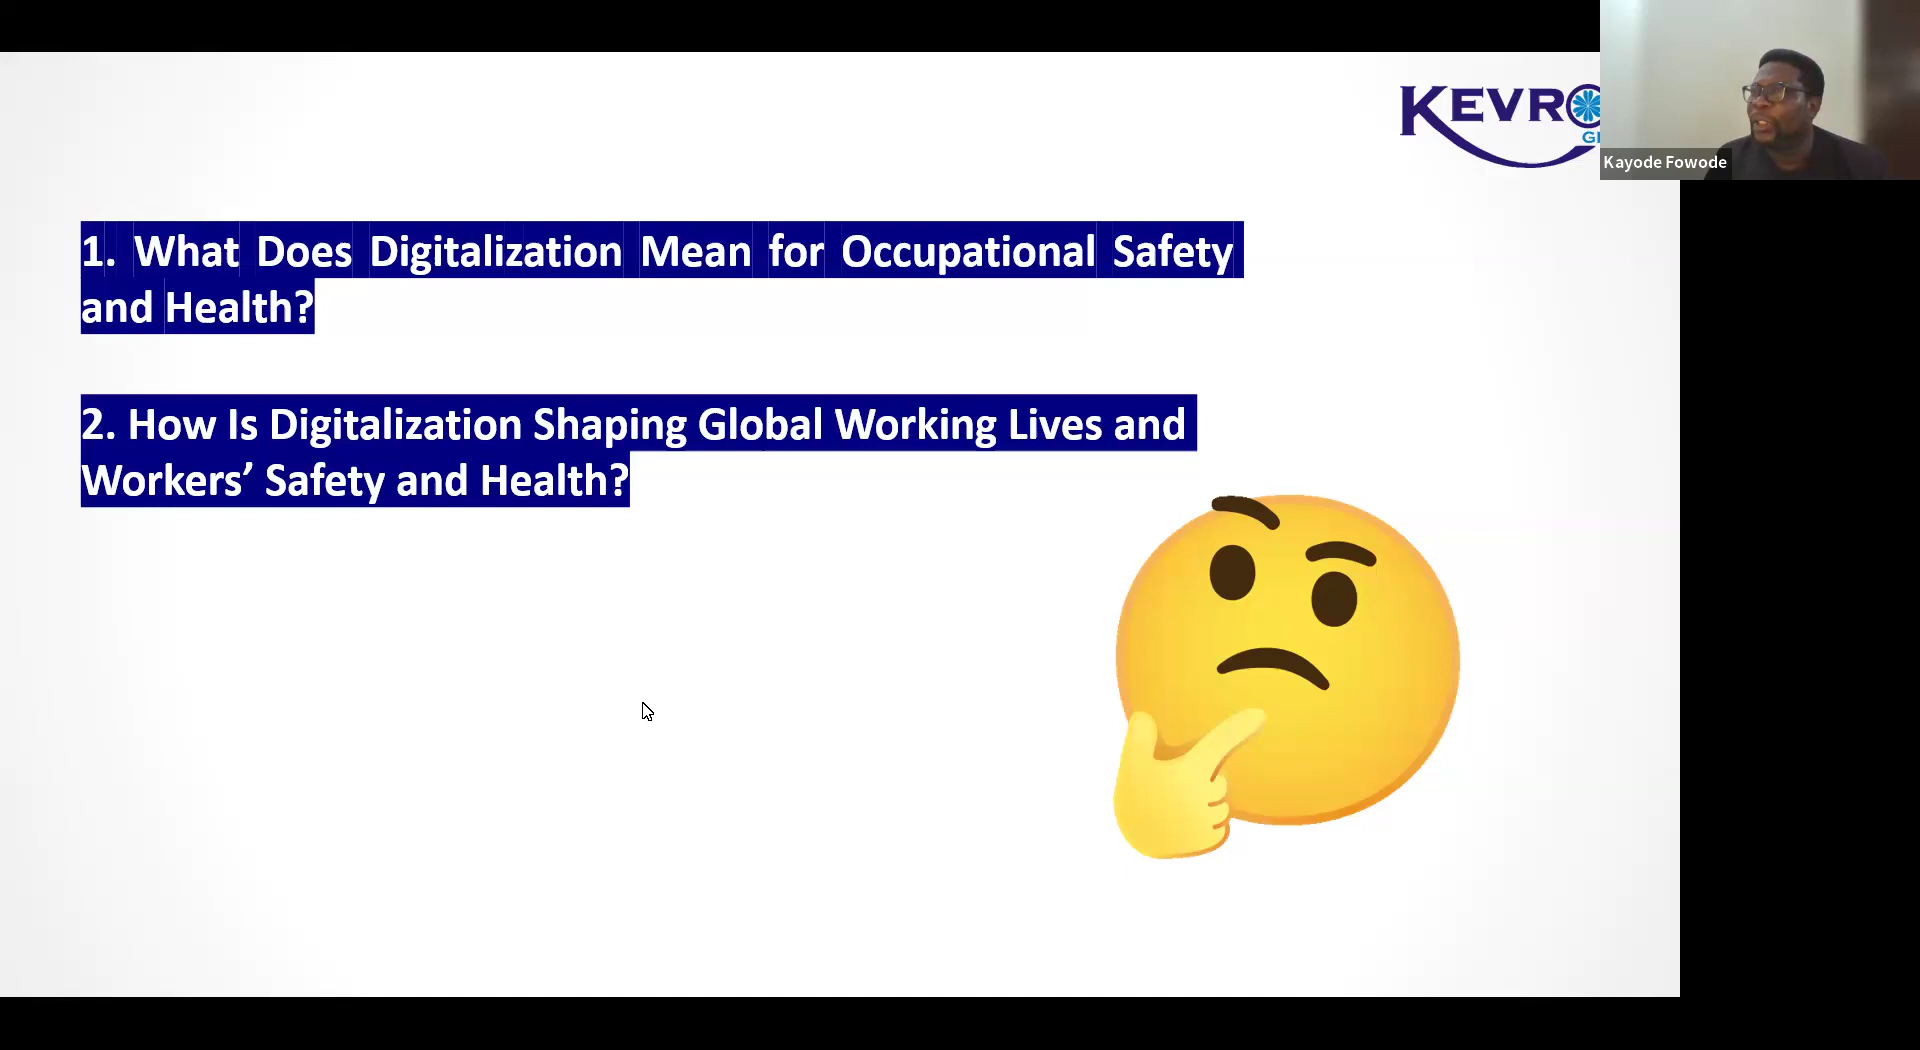 1. What Does Digitalization Mean for Occupational Safety
and Health?
2. How Is Digitalization Shaping Global Working Lives and
Workers’ Safety and Health?
Kayode Fowode